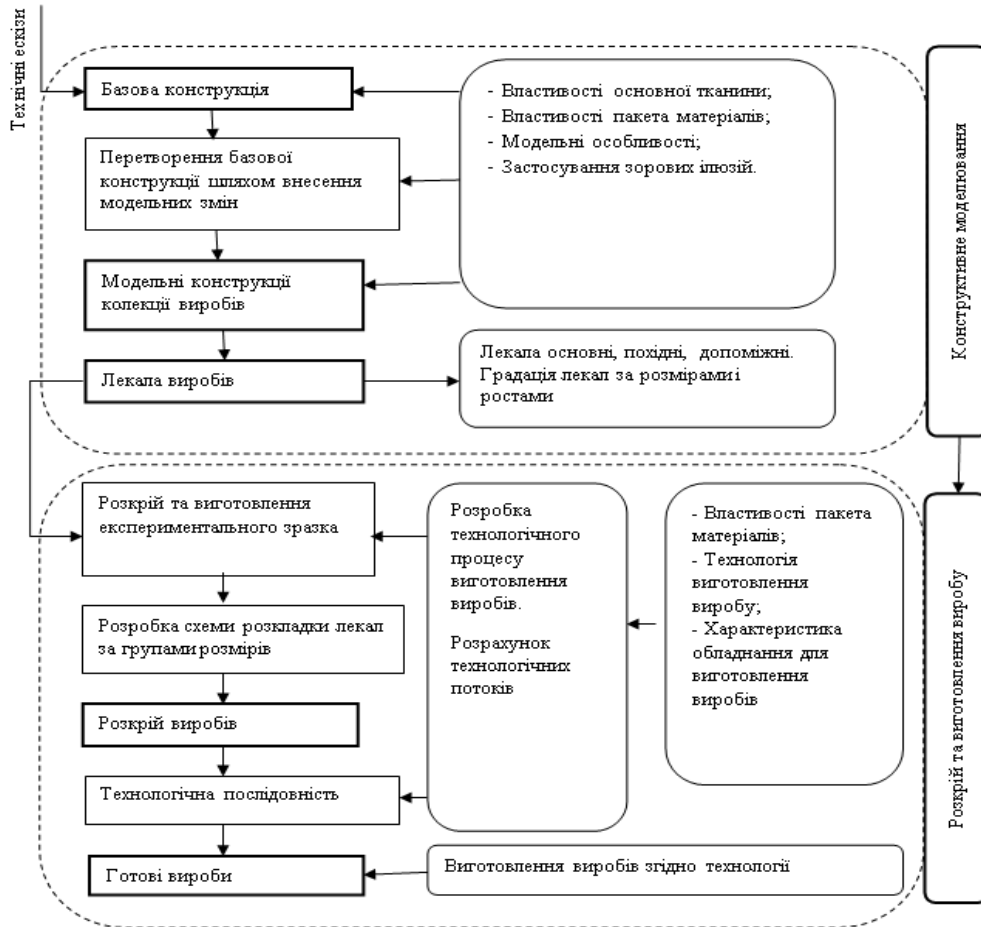 Технічні ескізи
Базова конструкція
- Властивості основної тканини;
- Властивості пакета матеріалів;
- Модельні особливості;
- Застосування зорових ілюзій.
Перетворення базової
конструкції шляхом внесення
модельних змін
Модельні конструкції
колекції виробів
Лекала виробів
Лекала основні, похідні, допоміжні.
Градація лекал за розмірами і
ростами
Конструктивне моделювання
Розкрій та виготовлення
експериментального зразка
Розробка схеми розкладки лекал
за групами розмірів
Розкрій виробів
Технологічна послідовність
Готові вироби
Розробка
технологічного
процесу
виготовлення
виробів.
Розрахунок
технологічних
потоків
- Властивості пакета
матеріалів;
- Технологія
виготовлення
виробу;
- Характеристика
обладнання для
виготовлення
виробів
Виготовлення виробів згідно технології
Розкрій та виготовлення виробу